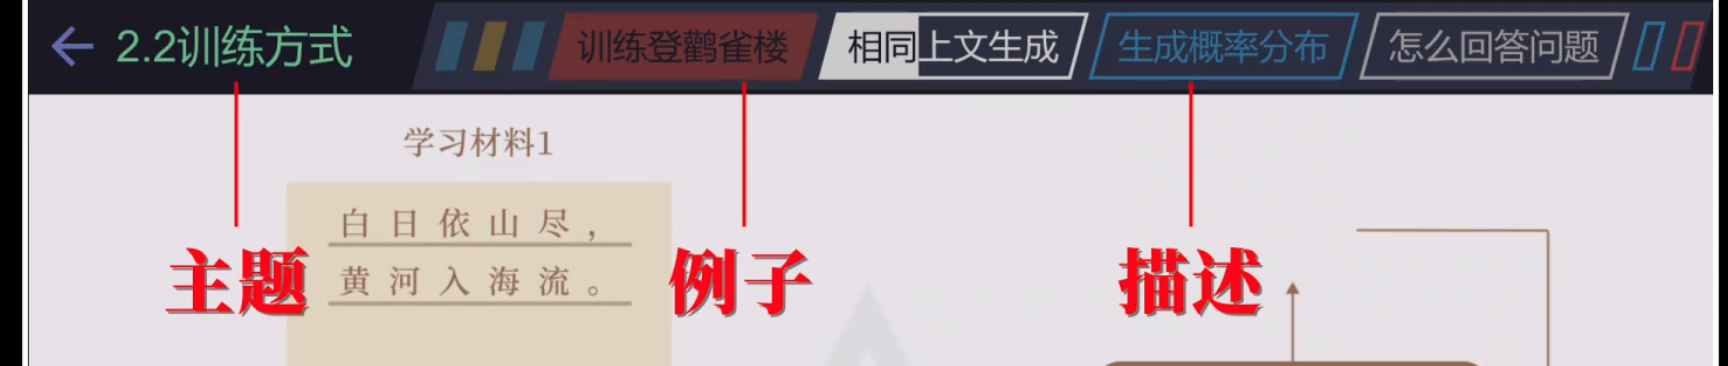 2.2训练方式 训练登鹳雀楼 相同上文生成 生成概率分布 怎么回答问题
学习材料1
白日依山尽，
黄河入海流。
主题 例子 描述